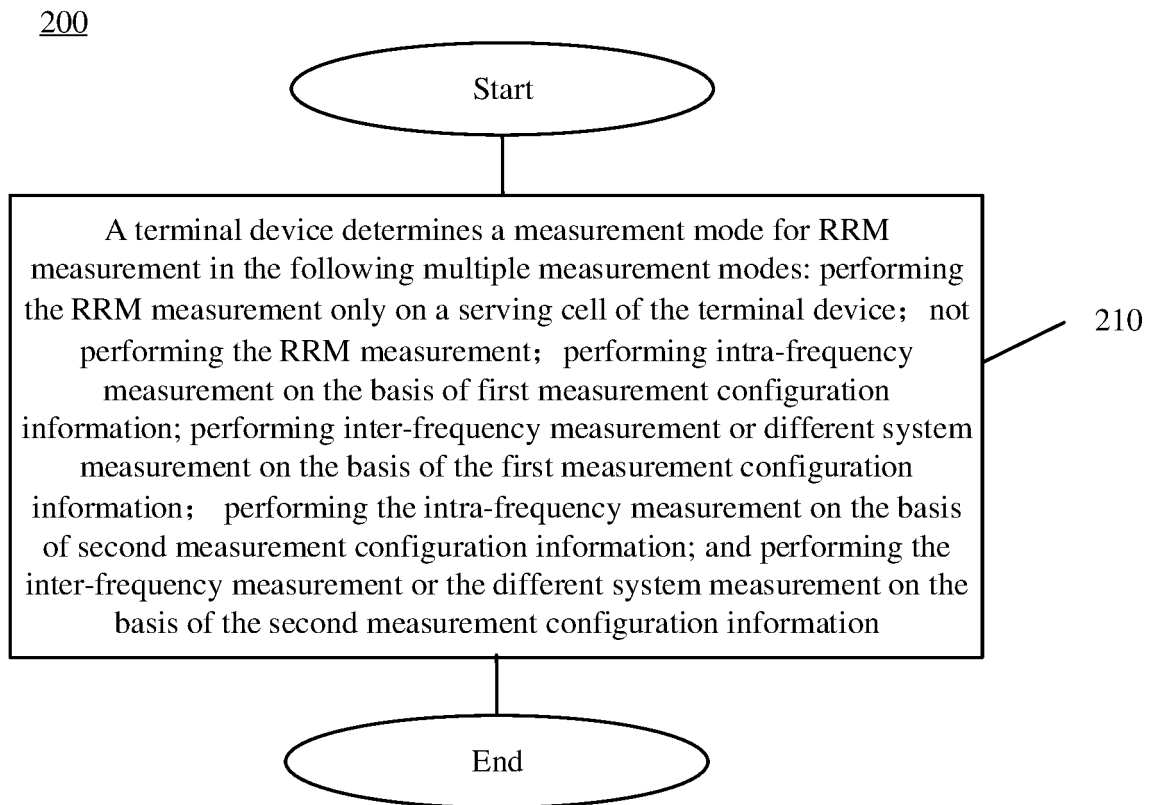 200
Start
A terminal device determines a measurement mode for RRM
measurement in the following multiple measurement modes: performing
the RRM measurement only on a serving cell of the terminal device； not
performing the RRM measurement； performing intra-frequency
measurement on the basis of first measurement configuration
information; performing inter-frequency measurement or different system
measurement on the basis of the first measurement configuration
information； performing the intra-frequency measurement on the basis
of second measurement configuration information; and performing the
inter-frequency measurement or the different system measurement on the
basis of the second measurement configuration information
210
End